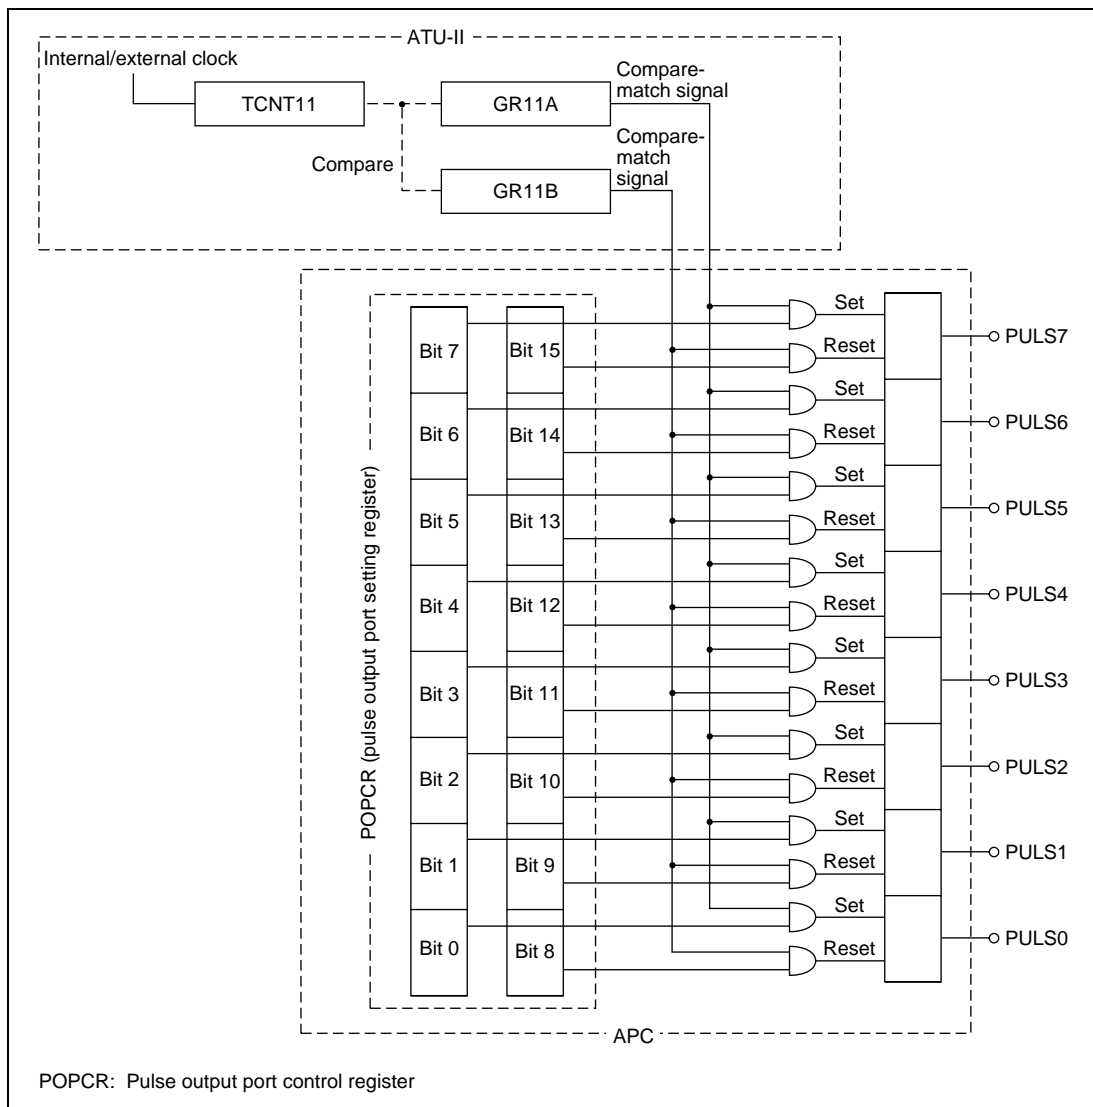 ATU-II
Internal/external clock
TCNT11
GR11A
Compare-
match signal
Compare
GR11B
Compare-
match
signal
POPCR (pulse output port setting register)
Bit 7
Bit 15
Set
Reset
PULS7
Bit 6
Bit 14
Set
Reset
PULS6
Bit 5
Bit 13
Set
Reset
PULS5
Bit 4
Bit 12
Set
Reset
PULS4
Bit 3
Bit 11
Set
Reset
PULS3
Bit 2
Bit 10
Set
Reset
PULS2
Bit 1
Bit 9
Set
Reset
PULS1
Bit 0
Bit 8
Set
Reset
PULS0
APC
POPCR: Pulse output port control register